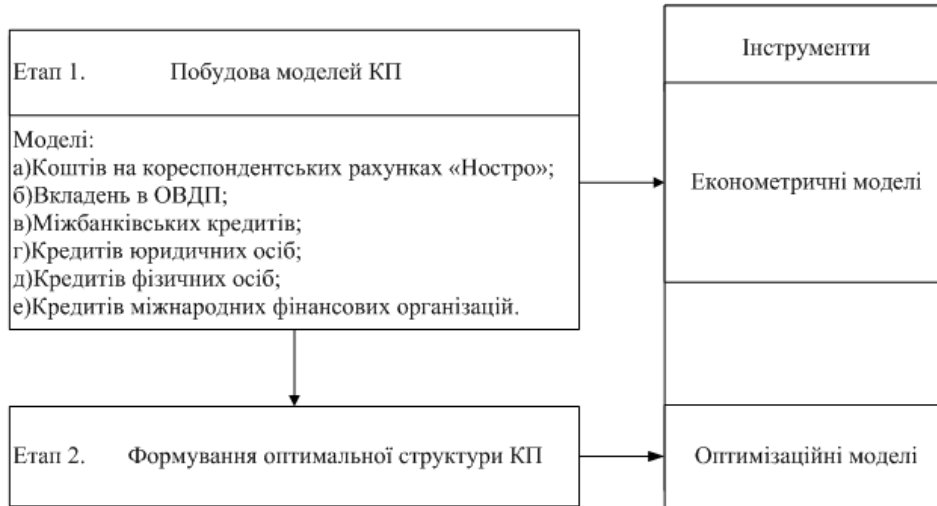 Інструменти
Етап 1. Побудова моделей КП
Моделі:
а)Коштів на кореспондентських рахунках «Ностро»;
б)Вкладень в ОВДП;
в)Міжбанківських кредитів;
г)Кредитів юридичних осіб;
д)Кредитів фізичних осіб;
е)Кредитів міжнародних фінансових організацій.
Економетричні моделі
Етап 2. Формування оптимальної структури КП
Оптимізаційні моделі